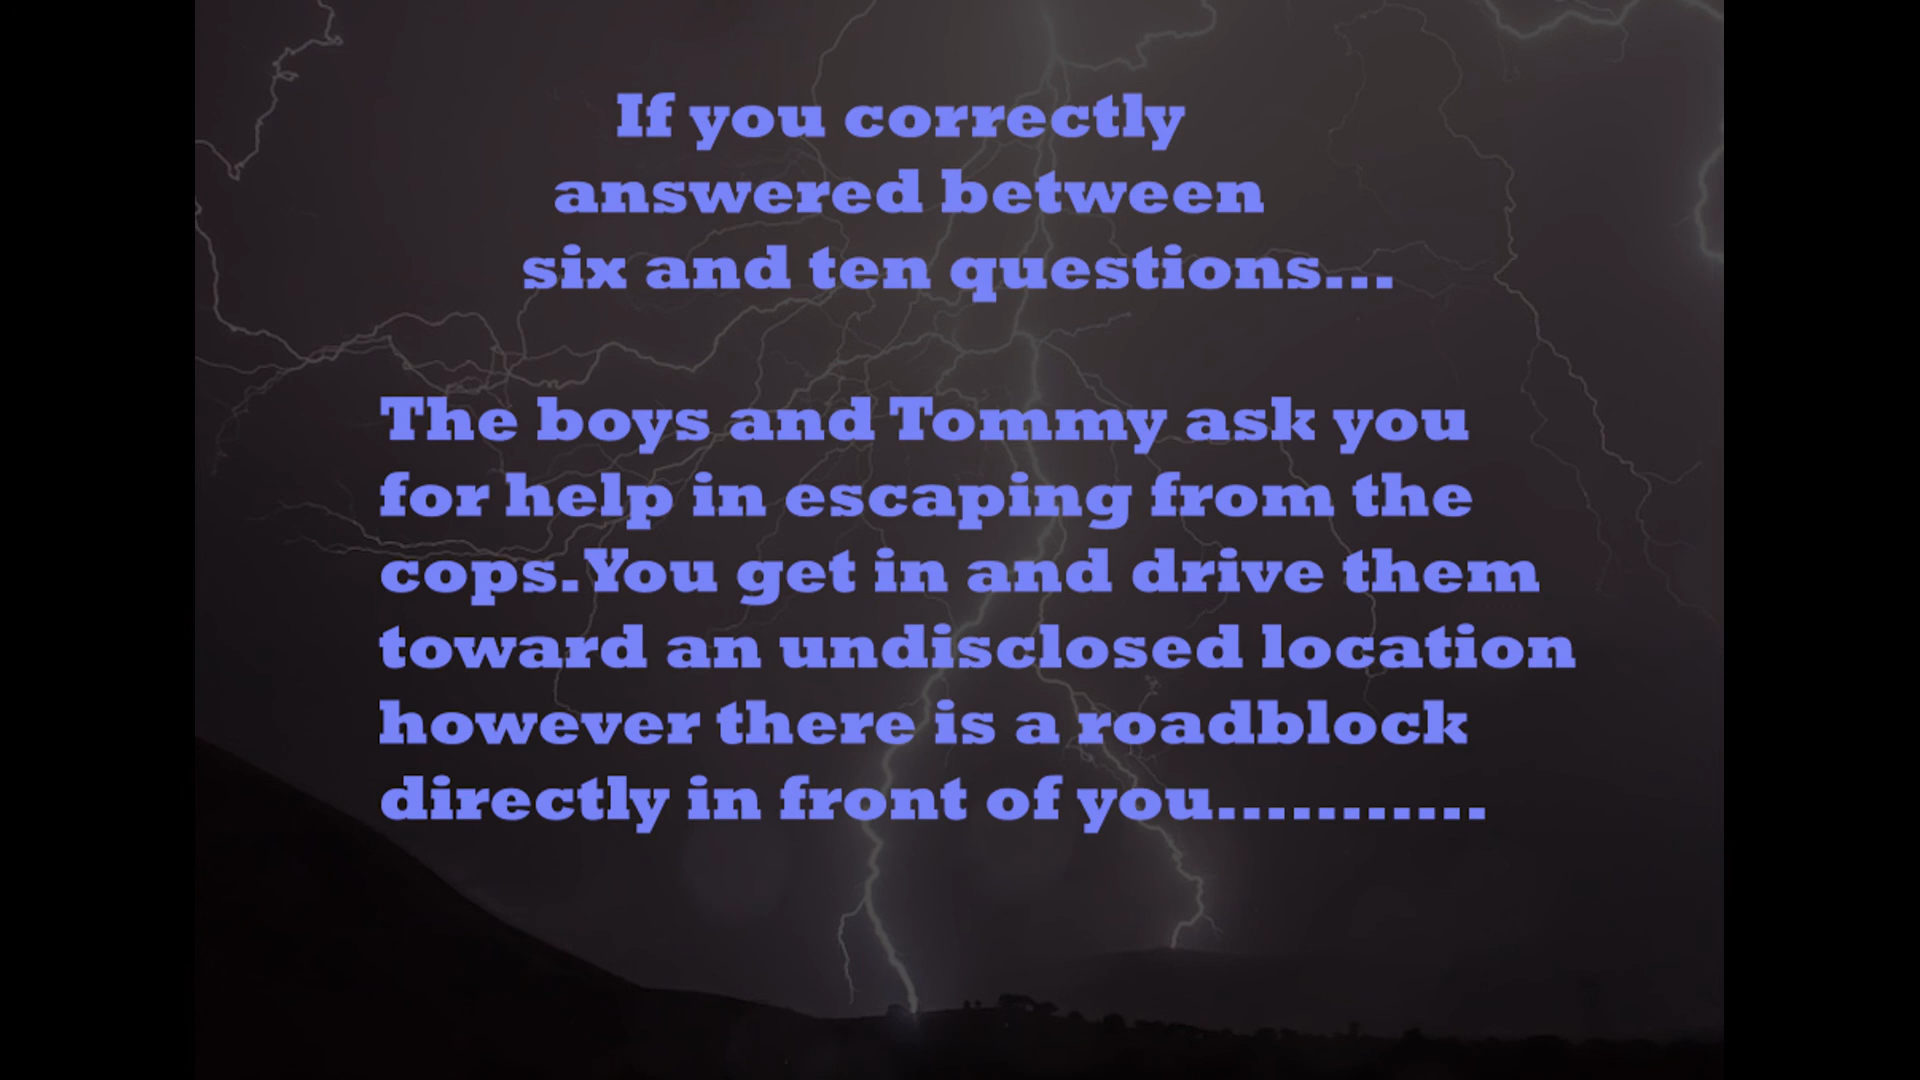 If you correctly
answered between
six and ten questions...
The boys and Tommy ask you
for help in escaping from the
cops.You get in and drive them
toward an undisclosed location
however there is a roadblock
directly in front of you...........